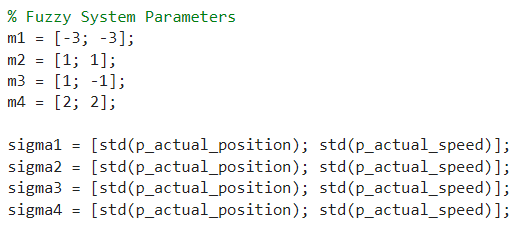 % Fuzzy System Parameters
m1 = [-3; -3];
m2 = [1; 1];
m3 = [1; -1];
m4 = [2; 2];
sigma1 = [std(p_actual_position); std(p_actual_speed)];
sigma2 = [std(p_actual_position); std(p_actual_speed)];
sigma3 = [std(p_actual_position); std(p_actual_speed)];
sigma4 = [std(p_actual_position); std(p_actual_speed)];